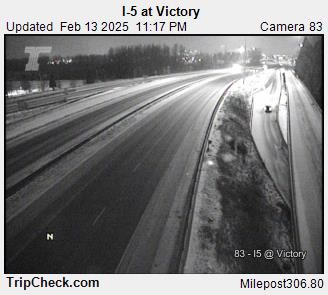 I-5 at Victory
Updated Feb 13 2025 11:17 PM Camera 83
T
N
83 - I5 @ Victory
TripCheck.com Milepost306.80